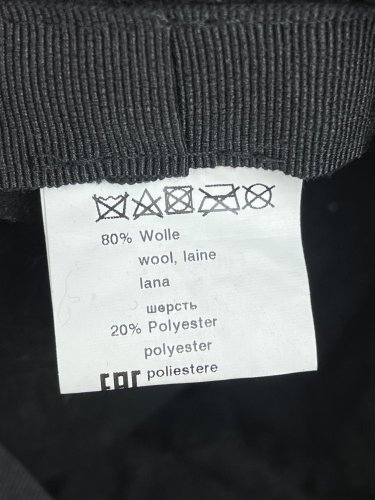 80% Wolle
wool, laine
lana
шерсть
20% Polyester
polyester
EAC poliestere